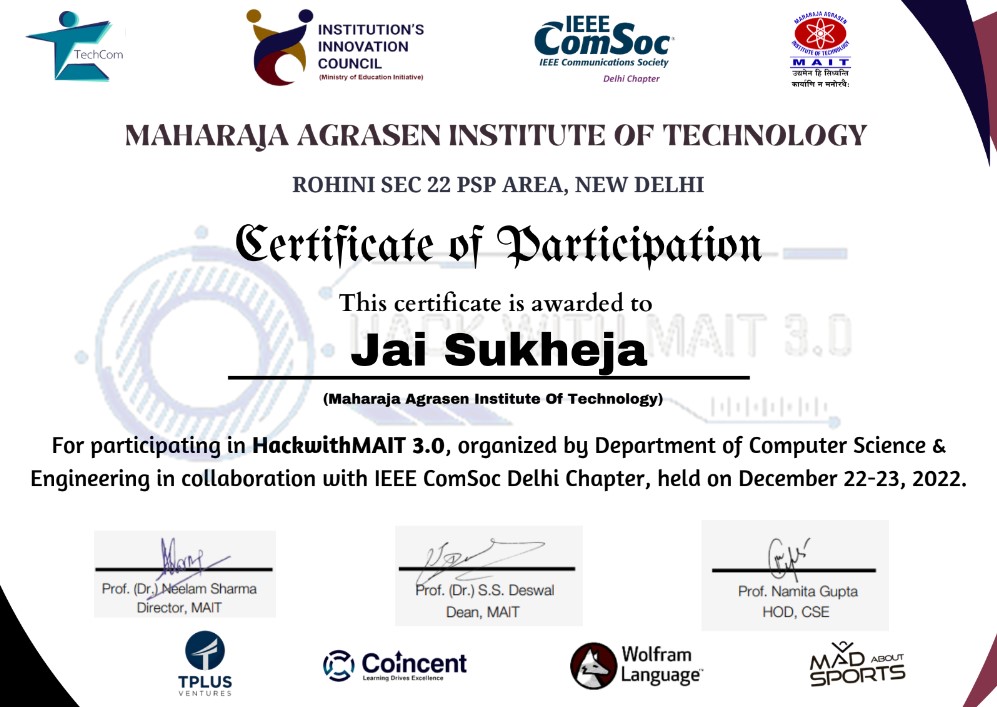 TechCom
INSTITUTION'S
INNOVATION
COUNCIL
(Ministry of Education Initiative)
IEEE
ComSoc
IEEE Communications Society
Delhi Chapter
MAHARAJA AGRASEN
INSTITUTE OF TECHNOLOGY
MAIT
उद्यमेन हि सिध्यन्ति
कार्याणि न मनोरथैः
MAHARAJA AGRASEN INSTITUTE OF TECHNOLOGY
ROHINI SEC 22 PSP AREA, NEW DELHI
Certificate of Participation
This certificate is awarded to
HACK WITH MAIT 3.0
Jai Sukheja
(Maharaja Agrasen Institute Of Technology)
For participating in HackwithMAIT 3.0, organized by Department of Computer Science &
Engineering in collaboration with IEEE ComSoc Delhi Chapter, held on December 22-23, 2022.
Prof. (Dr.) Neelam Sharma
Director, MAIT
Prof. (Dr.) S.S. Deswal
Dean, MAIT
Prof. Namita Gupta
HOD, CSE
TPLUS
VENTURES
Coincent
Learning Drives Excellence
Wolfram
Language™
MAD ABOUT
SPORTS